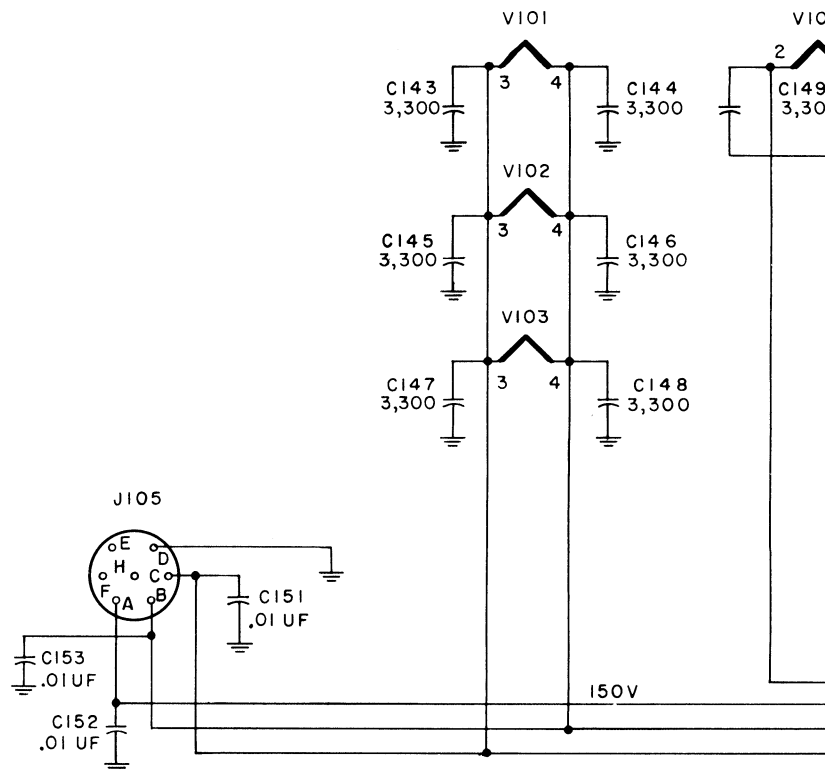 V101
V10
C143
3,300
3
4
C144
3,300
2
C149
3,30
V102
C145
3,300
3
4
C146
3,300
V103
C147
3,300
3
4
C148
3,300
J105
E
D
H
C
F
A
B
C151
.01 UF
C153
.01UF
150V
C152
.01 UF